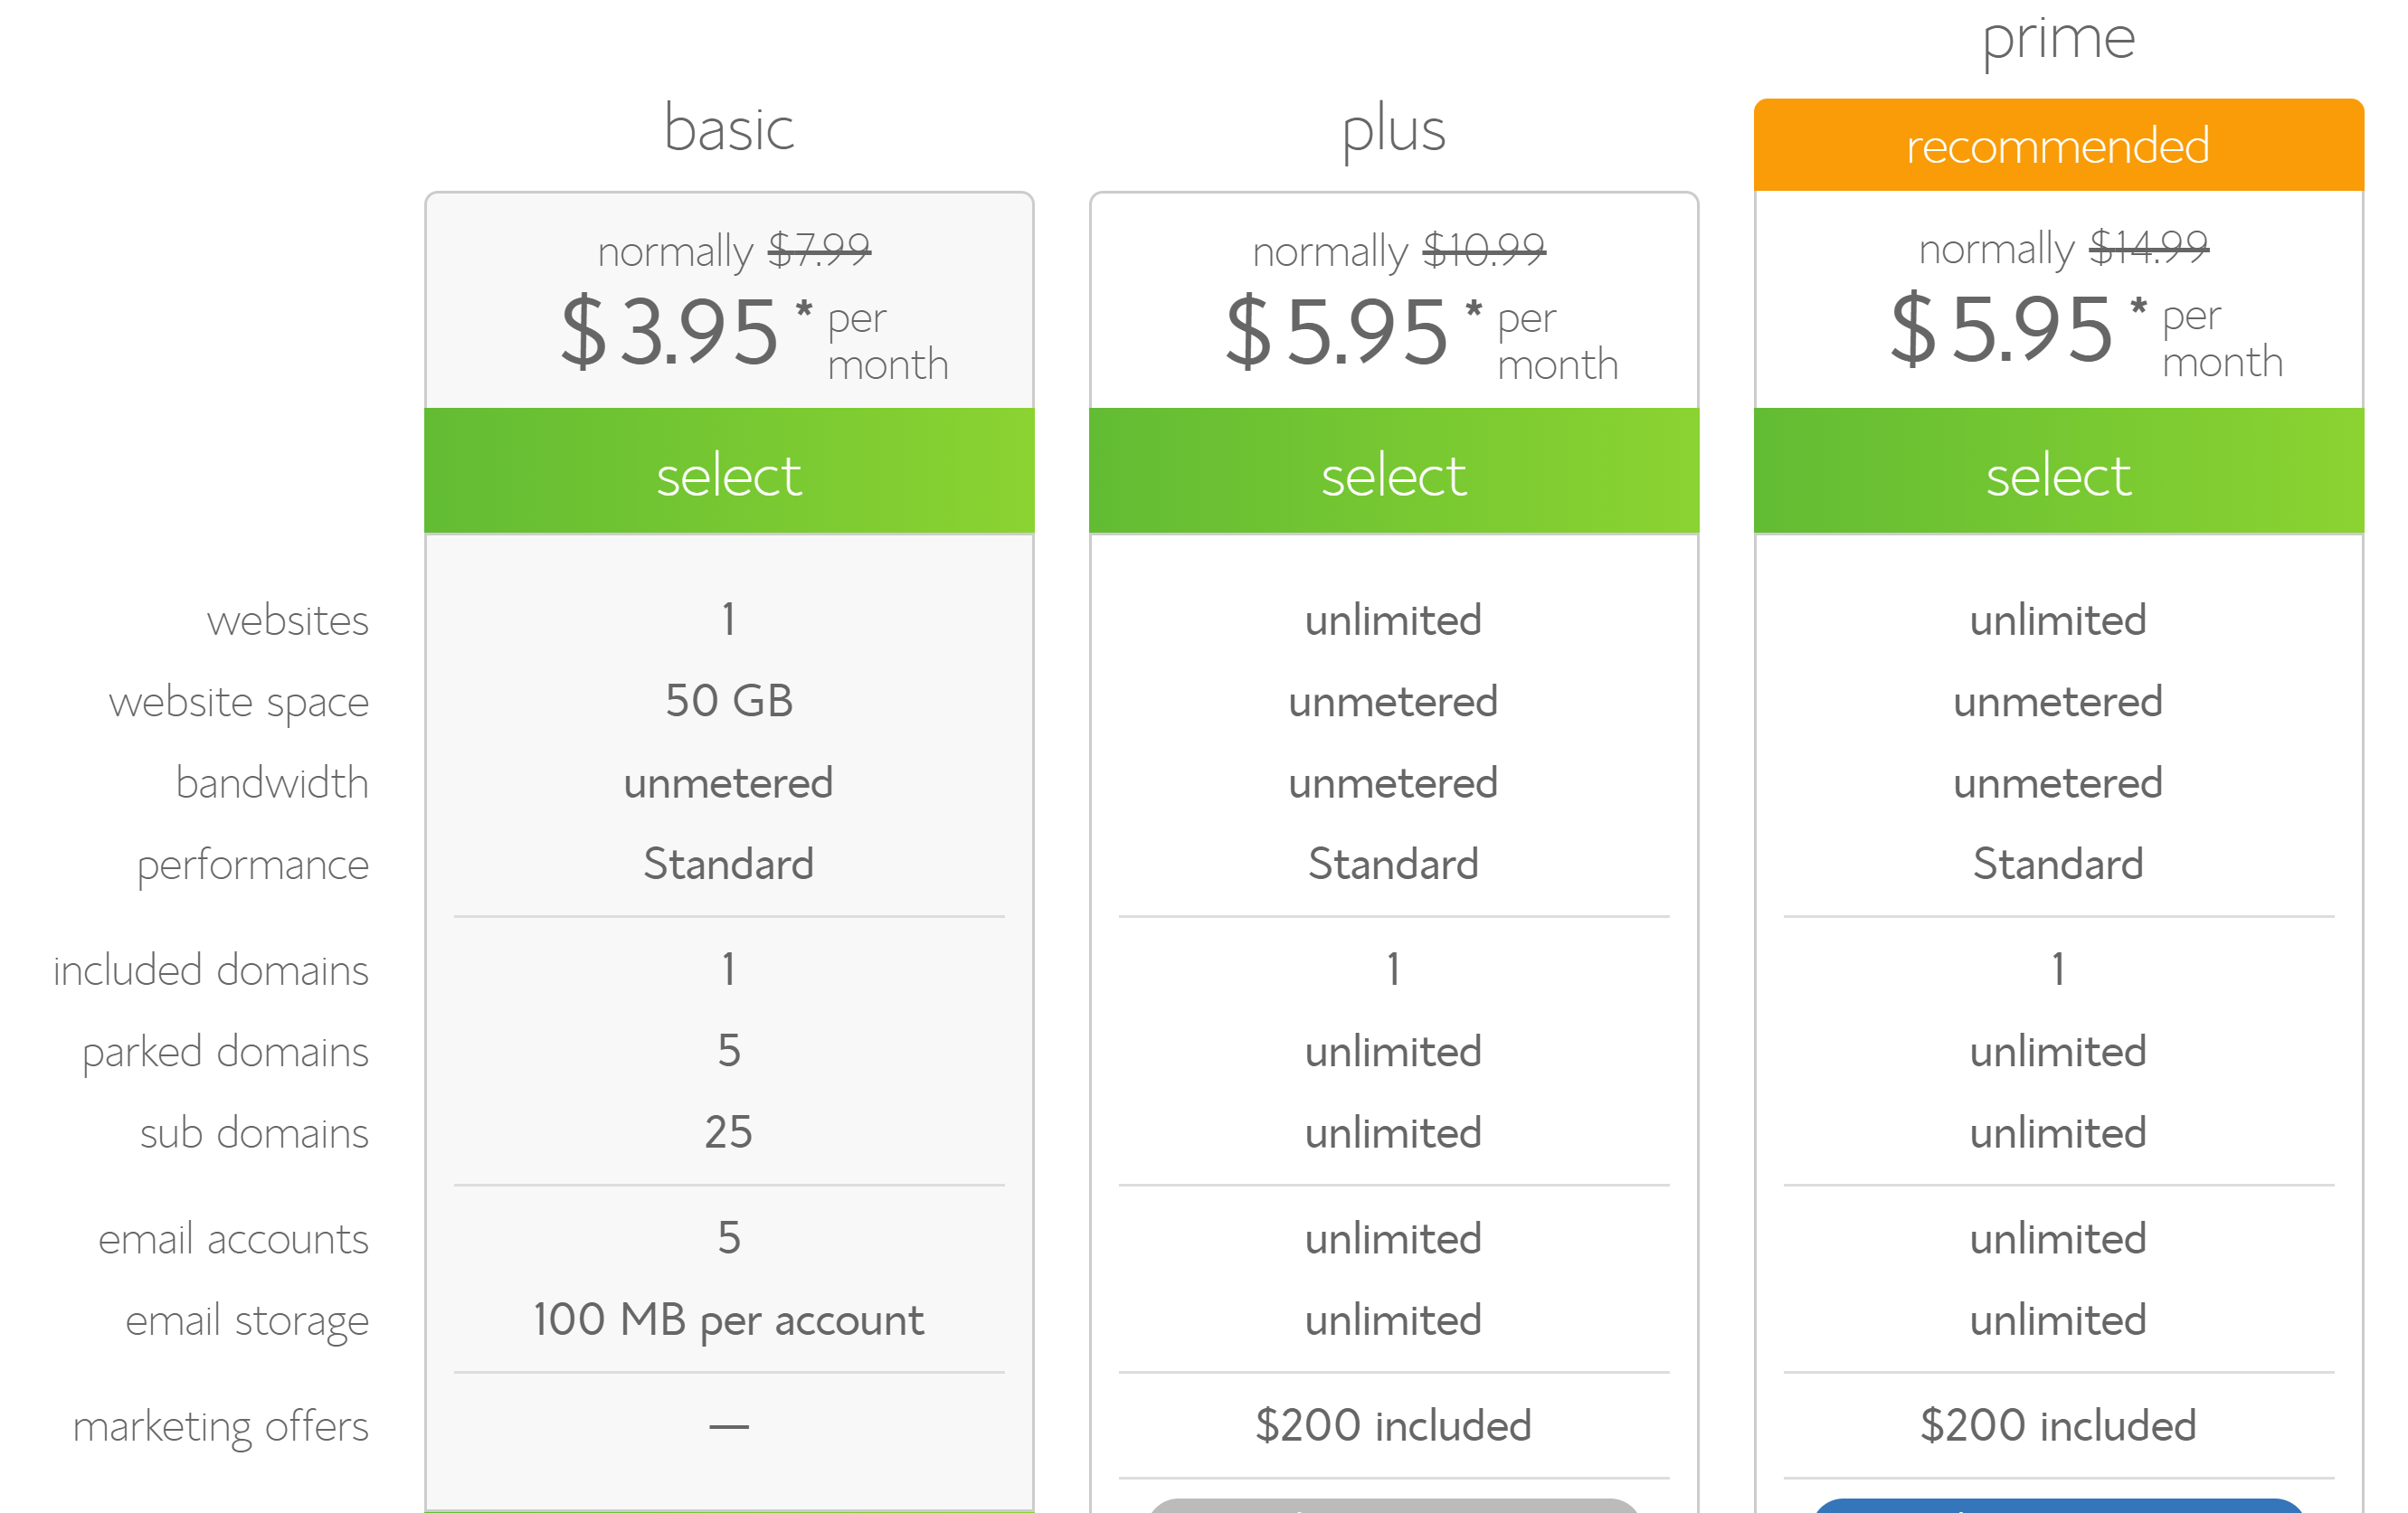 prime
basic
plus
recommended
normally $7.99
normally $10.99
normally $14.99
$3.95* per month
$5.95* per month
$5.95* per month
select
select
select
websites 1 unlimited unlimited
website space 50 GB unmetered unmetered
bandwidth unmetered unmetered unmetered
performance Standard Standard Standard
included domains 1 1 1
parked domains 5 unlimited unlimited
sub domains 25 unlimited unlimited
email accounts 5 unlimited unlimited
email storage 100 MB per account unlimited unlimited
marketing offers — $200 included $200 included